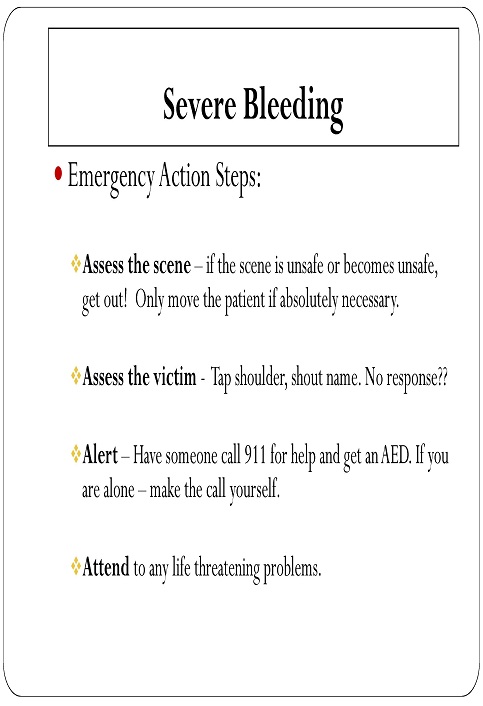 Severe Bleeding
Emergency Action Steps:
Assess the scene – if the scene is unsafe or becomes unsafe,
get out!  Only move the patient if absolutely necessary.
Assess the victim -  Tap shoulder, shout name. No response??
Alert – Have someone call 911 for help and get an AED. If you
are alone – make the call yourself.
Attend to any life threatening problems.